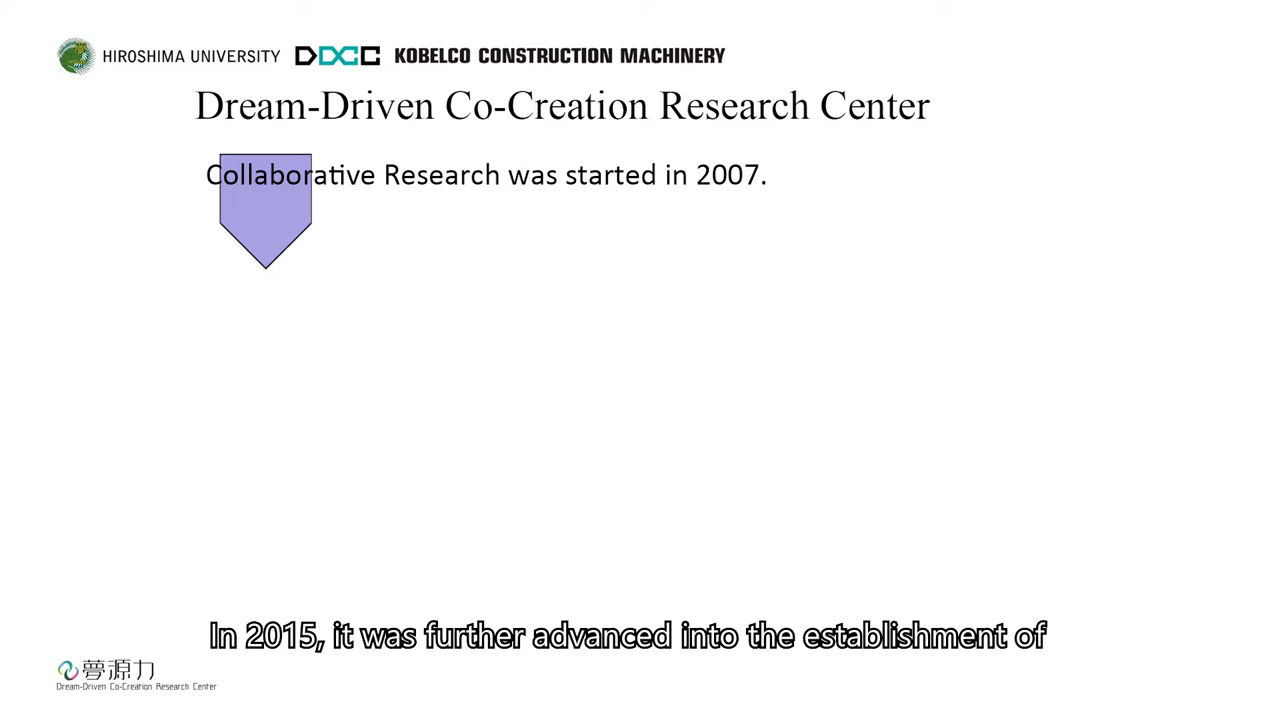 HIROSHIMA UNIVERSITY DXCC KOBELCO CONSTRUCTION MACHINERY
Dream-Driven Co-Creation Research Center
Collaborative Research was started in 2007.
In 2015, it was further advanced into the establishment of
夢源力
Dream-Driven Co-Creation Research Center